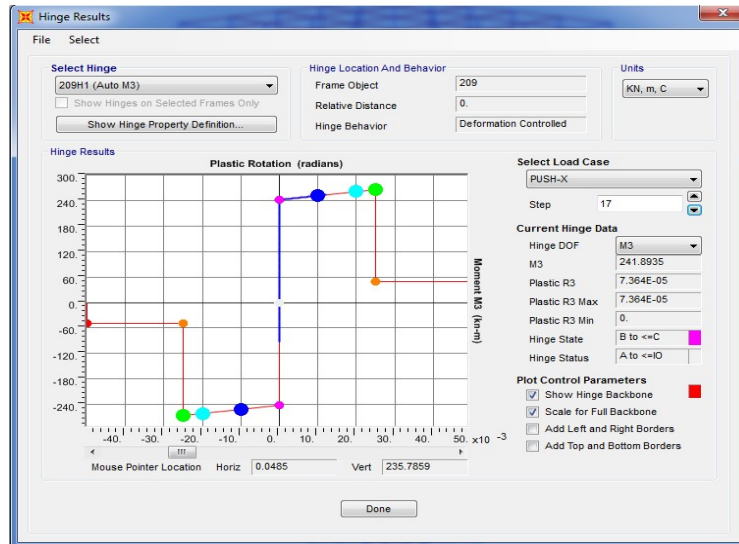 Hinge Results
File Select
Select Hinge
209H1 (Auto M3)
Show Hinges on Selected Frames Only
Show Hinge Property Definition...
Hinge Location And Behavior
Frame Object 209
Relative Distance 0.
Hinge Behavior Deformation Controlled
Units
KN, m, C
Hinge Results
Plastic Rotation (radians)
300.
240.
180.
120.
60.
0.
-60.
-120.
-180.
-240.
-40. -30. -20. -10. 0. 10. 20. 30. 40. 50. x10 -3
Moment M3 (kn-m)
Mouse Pointer Location Horiz 0.0485 Vert 235.7859
Select Load Case
PUSH-X
Step 17
Current Hinge Data
Hinge DOF M3
M3 241.8935
Plastic R3 7.364E-05
Plastic R3 Max 7.364E-05
Plastic R3 Min 0.
Hinge State B to <=C
Hinge Status A to <=IO
Plot Control Parameters
Show Hinge Backbone
Scale for Full Backbone
Add Left and Right Borders
Add Top and Bottom Borders
Done